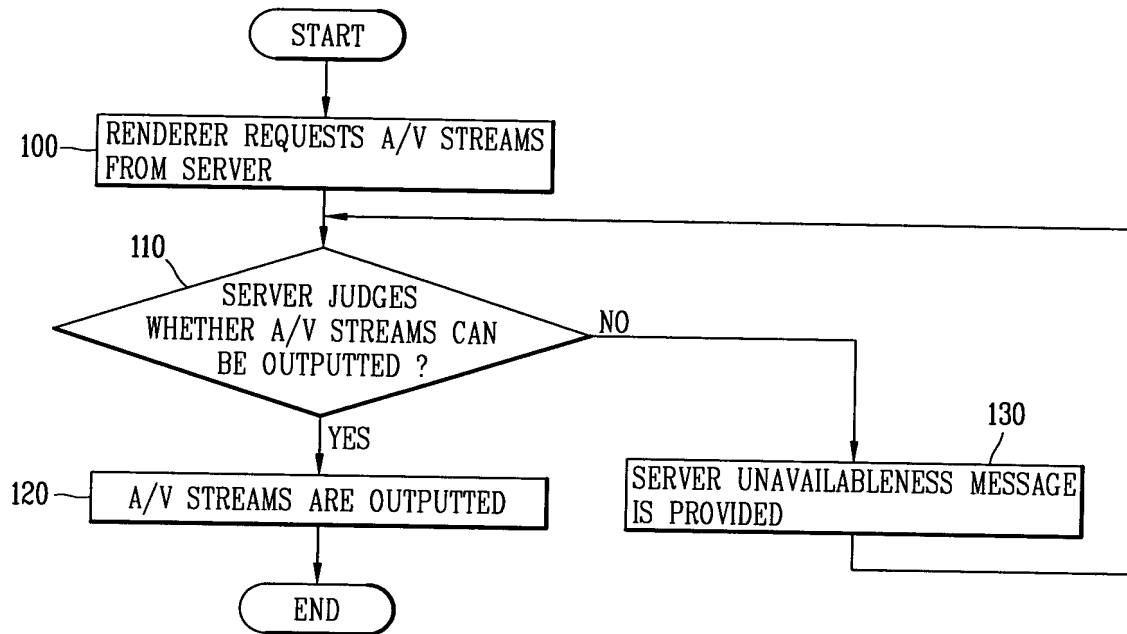 START
100
RENDERER REQUESTS A/V STREAMS
FROM SERVER
110
SERVER JUDGES
WHETHER A/V STREAMS CAN
BE OUTPUTTED ?
NO
YES
130
SERVER UNAVAILABLENESS MESSAGE
IS PROVIDED
120
A/V STREAMS ARE OUTPUTTED
END